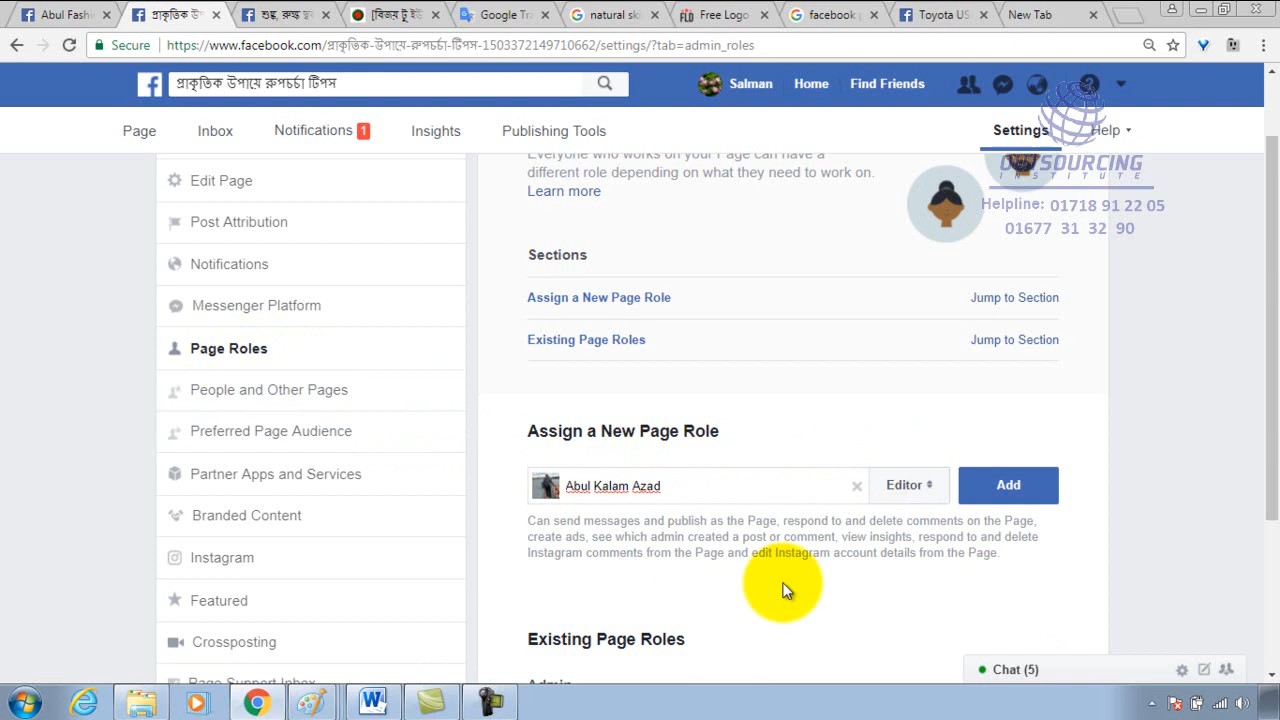 Abul Fashi
প্রাকৃতিক উপা
শুষ্ক, রুক্ষ ত্ব
[বিজয় টু ই
Google Tra
natural ski
Free Logo
facebook p
Toyota US
New Tab
Secure
https://www.facebook.com/প্রাকৃতিক-উপায়ে-রুপচর্চা-টিপস-1503372149710662/settings/?tab=admin_roles
প্রাকৃতিক উপায়ে রুপচর্চা টিপস
Salman
Home
Find Friends
Page
Inbox
Notifications 1
Insights
Publishing Tools
Settings
Help
OUTSOURCING
INSTITUTE
Helpline: 01718 91 22 05
01677 31 32 90
Edit Page
Post Attribution
Notifications
Messenger Platform
Page Roles
People and Other Pages
Preferred Page Audience
Partner Apps and Services
Branded Content
Instagram
Featured
Crossposting
Page Support Inbox
Everyone who works on your Page can have a
different role depending on what they need to work on.
Learn more
Sections
Assign a New Page Role
Jump to Section
Existing Page Roles
Jump to Section
Assign a New Page Role
Abul Kalam Azad
Editor
Add
Can send messages and publish as the Page, respond to and delete comments on the Page,
create ads, see which admin created a post or comment, view insights, respond to and delete
Instagram comments from the Page and edit Instagram account details from the Page.
Existing Page Roles
Admin
Chat (5)